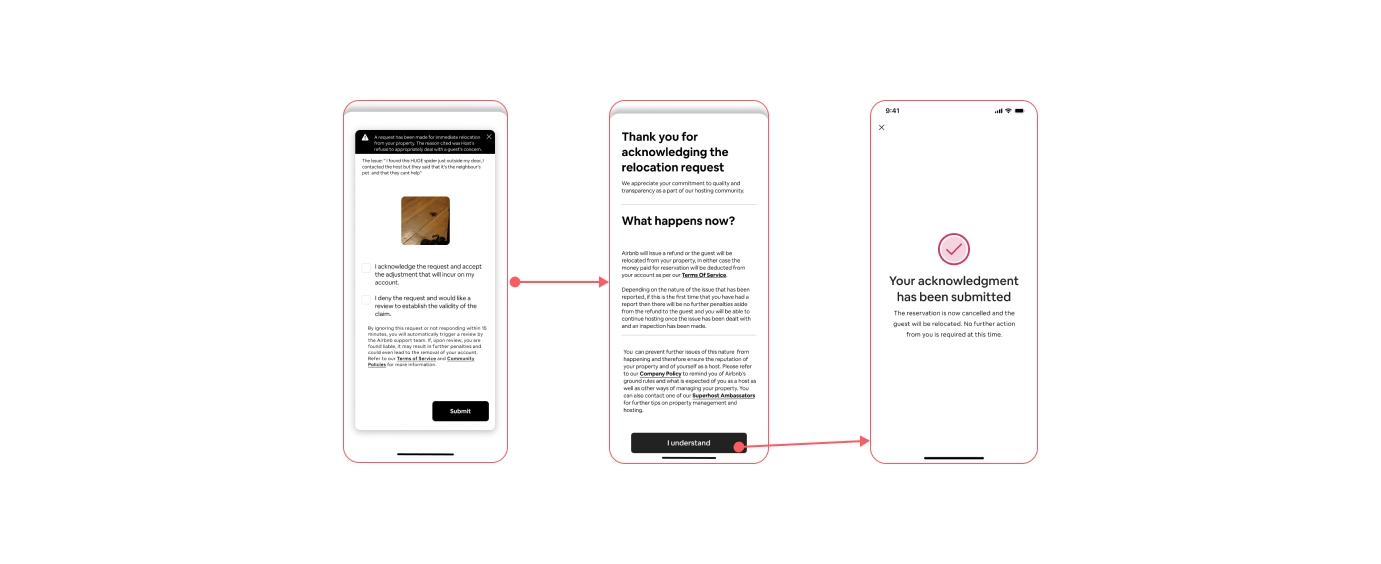 A request has been made for immediate relocation
from your property. The reason cited was Host's
refusal to appropriately deal with a guest's concern.
The issue: " I found this HUGE spider just outside my door, I
contacted the host but they said that it's the neighbour's
pet and that they cant help"
I acknowledge the request and accept
the adjustment that will incur on my
account.
I deny the request and would like a
review to establish the validity of the
claim.
By ignoring this request or not responding within 15
minutes, you will automatically trigger a review by
the Airbnb support team. If, upon review, you are
found liable, it may result in further penalties and
could even lead to the removal of your account.
Refer to our Terms of Service and Community
Policies for more information.
Submit
Thank you for
acknowledging the
relocation request
We appreciate your commitment to quality and
transparency as a part of our hosting community.
What happens now?
Airbnb will issue a refund or the guest will be
relocated from your property, in either case the
money paid for reservation will be deducted from
your account as per our Terms Of Service.
Depending on the nature of the issue that has been
reported, if this is the first time that you have had a
report then there will be no further penalties aside
from the refund to the guest and you will be able to
continue hosting once the issue has been dealt with
and an inspection has been made.
You can prevent further issues of this nature from
happening and therefore ensure the reputation of
your property and of yourself as a host. Please refer
to our Company Policy to remind you of Airbnb's
ground rules and what is expected of you as a host as
well as other ways of managing your property. You
can also contact one of our Superhost Ambassadors
for further tips on property management and
hosting.
I understand
9:41
Your acknowledgment
has been submitted
The reservation is now cancelled and the
guest will be relocated. No further action
from you is required at this time.